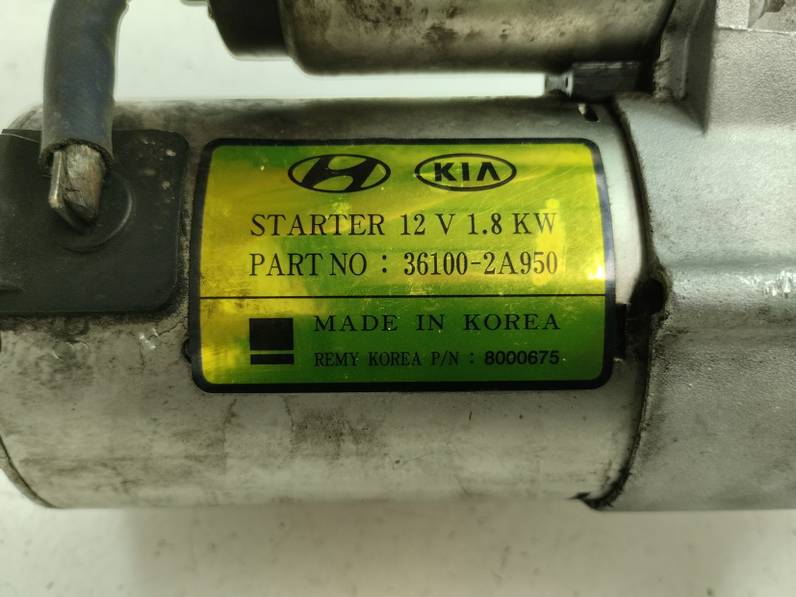 KIA
STARTER 12 V 1.8 KW
PART NO : 36100-2A950
MADE IN KOREA
REMY KOREA P/N : 8000675